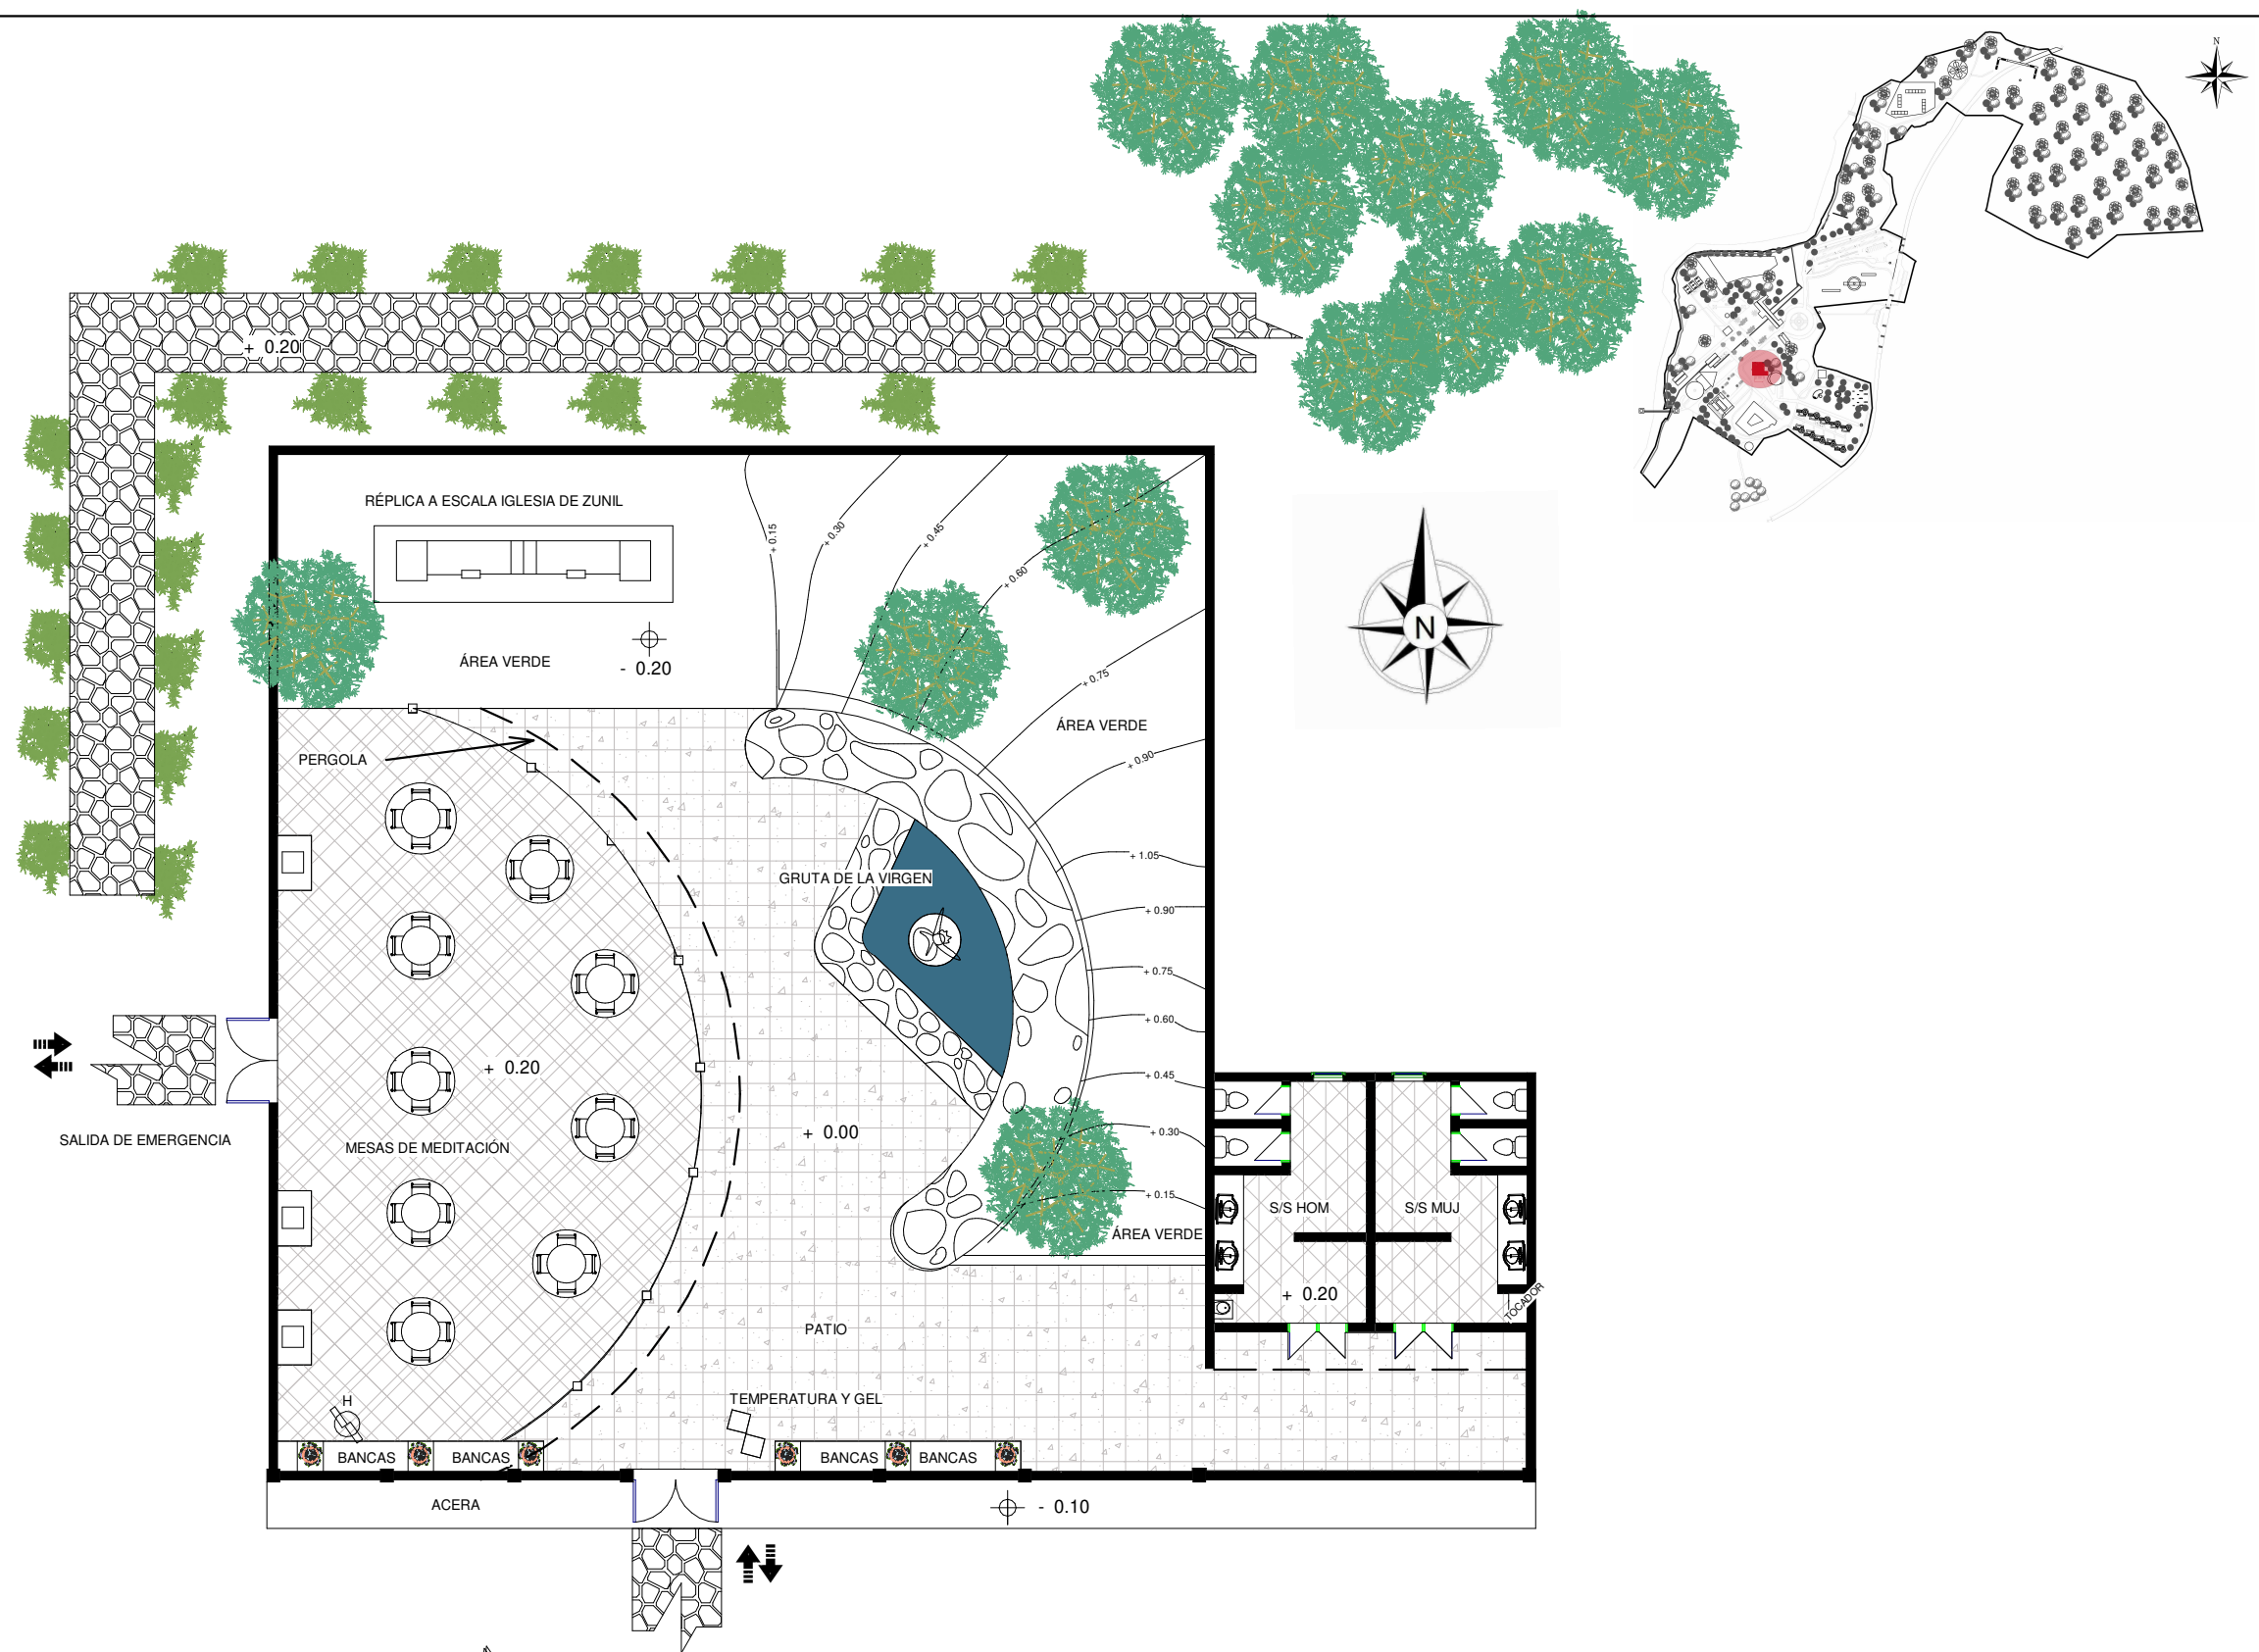 N
+ 0.20
RÉPLICA A ESCALA IGLESIA DE ZUNIL
+ 0.15
+ 0.30
+ 0.45
+ 0.60
N
ÁREA VERDE
- 0.20
+ 0.75
ÁREA VERDE
PERGOLA
+ 0.90
+ 1.05
GRUTA DE LA VIRGEN
+ 0.90
+ 0.75
+ 0.60
+ 0.20
+ 0.45
SALIDA DE EMERGENCIA
MESAS DE MEDITACIÓN
+ 0.00
+ 0.30
+ 0.15
S/S HOM
S/S MUJ
ÁREA VERDE
+ 0.20
TOCADOR
PATIO
TEMPERATURA Y GEL
H
BANCAS
BANCAS
BANCAS
BANCAS
ACERA
- 0.10